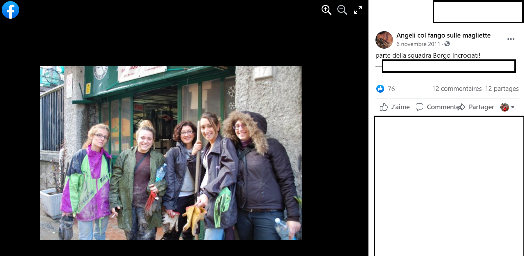 Angeli col fango sulle magliette
6 novembre 2011
parte della squadra Borgo Incrociati!
76
12 commentaires 12 partages
J'aime
Commenter
Partager